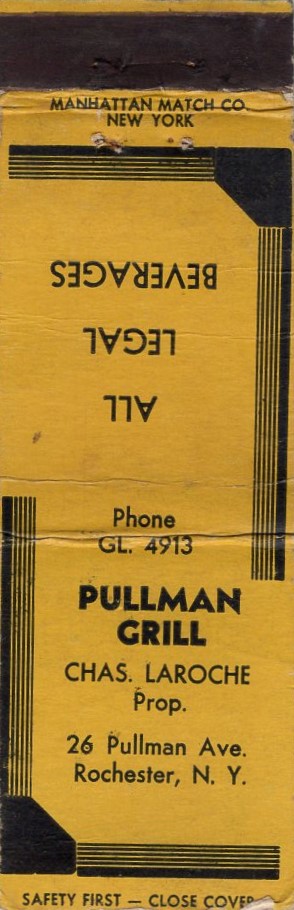 MANHATTAN MATCH CO.
NEW YORK
ALL
LEGAL
BEVERAGES
Phone
GL. 4913
PULLMAN
GRILL
CHAS. LAROCHE
Prop.
26 Pullman Ave.
Rochester, N. Y.
SAFETY FIRST — CLOSE COVER